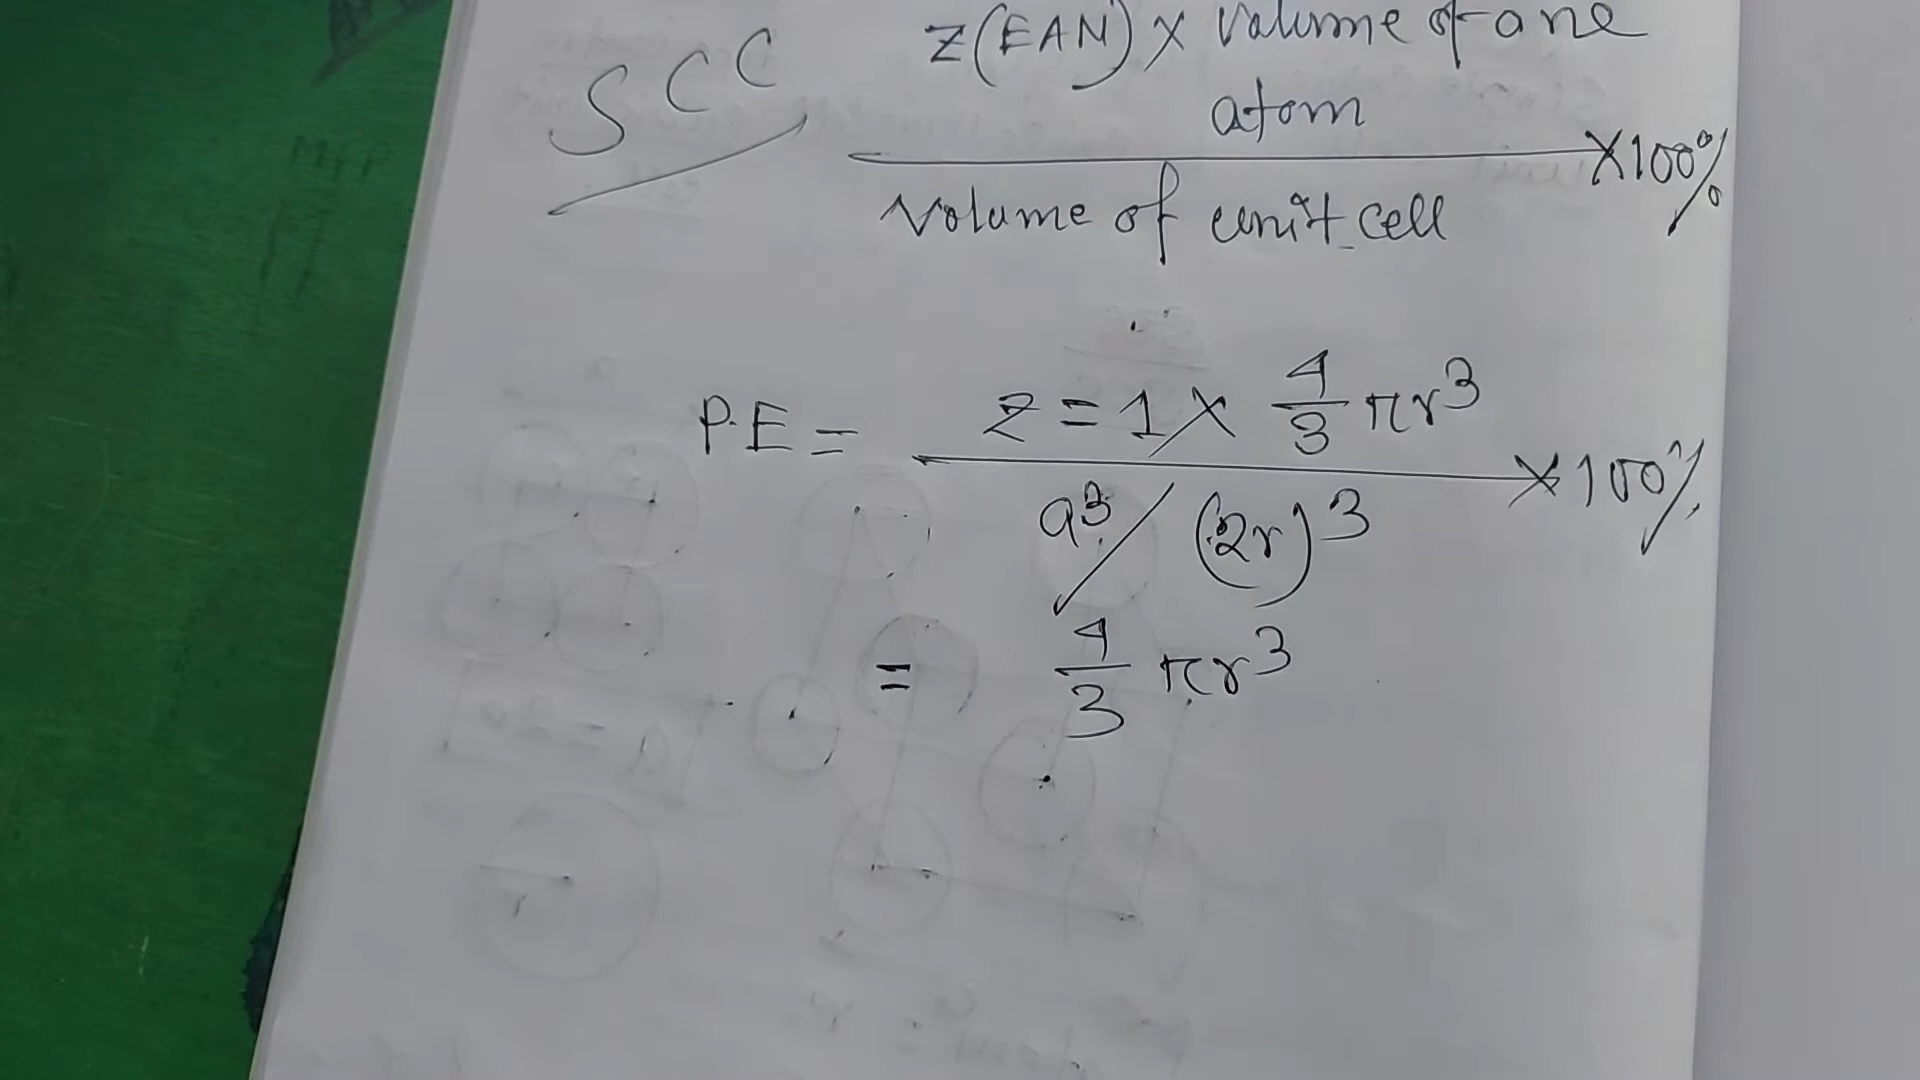 SCC
Z(EAN) x Valume of one
atom
Volume of unit cell
x100%
P.E = z = 1 x 4/3 πr³
a³/(2r)³
x100%
= 4/3 πr³